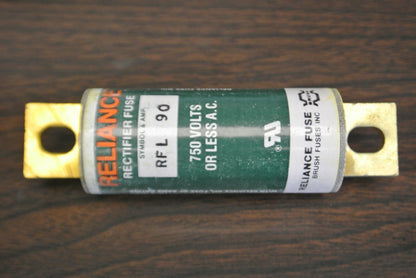 RELIANCE
RECTIFIER FUSE
SYMBOL & AMP.
RFL 90
750 VOLTS
OR LESS A.C.
RELIANCE FUSE
BRUSH FUSES INC